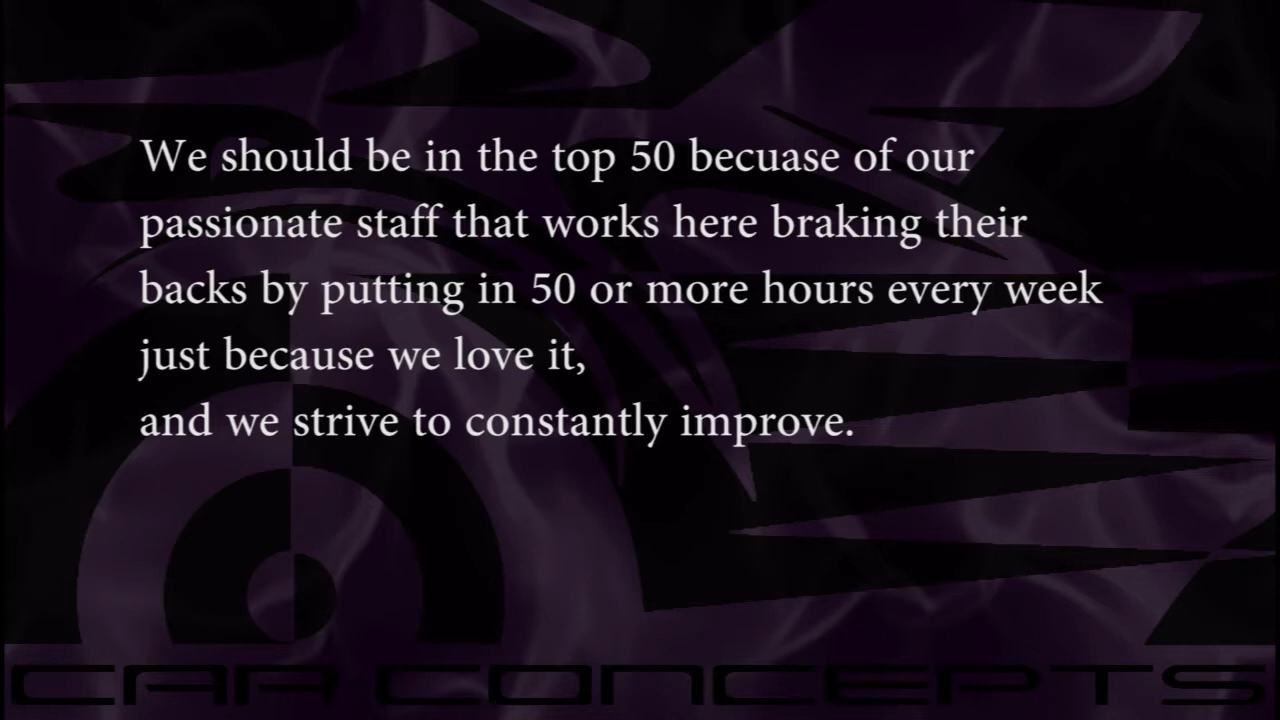 We should be in the top 50 becuase of our
passionate staff that works here braking their
backs by putting in 50 or more hours every week
just because we love it,
and we strive to constantly improve.
CAR CONCEPTS